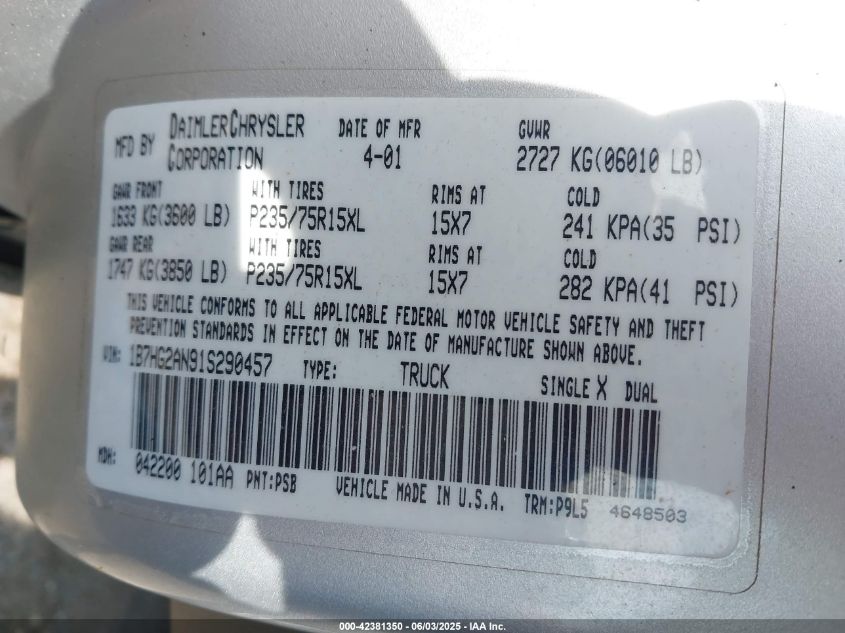 MFD BY DAIMLERCHRYSLER CORPORATION DATE OF MFR 4-01 GVWR 2727 KG(06010 LB)
GAWR FRONT WITH TIRES RIMS AT COLD
1633 KG(3600 LB) P235/75R15XL 15X7 241 KPA(35 PSI)
GAWR REAR WITH TIRES RIMS AT COLD
1747 KG(3850 LB) P235/75R15XL 15X7 282 KPA(41 PSI)
THIS VEHICLE CONFORMS TO ALL APPLICABLE FEDERAL MOTOR VEHICLE SAFETY AND THEFT
PREVENTION STANDARDS IN EFFECT ON THE DATE OF MANUFACTURE SHOWN ABOVE.
VIN: 1B7HG2AN91S290457 TYPE: TRUCK SINGLE X DUAL
MDH: 042200 101AA PNT:PSB VEHICLE MADE IN U.S.A. TRM:P9L5 4648503
000-42381350 | 06/03/2025 - IAA Inc.